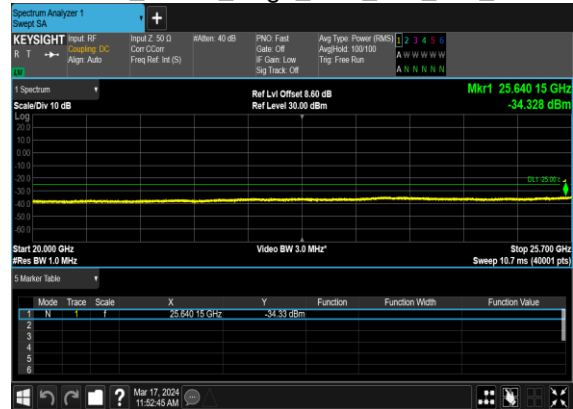 Spectrum Analyzer 1
Swept SA
+
KEYSIGHT Input: RF Input Z: 50 Ω #Atten: 40 dB PNO: Fast Avg Type: Power (RMS) 1 2 3 4 5 6
R T Coupling: DC Corr CCorr Gate: Off Avg|Hold: 100/100 A W W W W W
Align: Auto Freq Ref: Int (S) IF Gain: Low Trig: Free Run
LW Sig Track: Off A N N N N N
1 Spectrum Ref Lvl Offset 8.60 dB Mkr1 25.640 15 GHz
Scale/Div 10 dB Ref Level 30.00 dBm -34.328 dBm
Log
20.0
10.0
0.00
-10.0
-20.0
DL1 -25.00
-30.0
-40.0
-50.0
-60.0
Start 20.000 GHz Video BW 3.0 MHz* Stop 25.700 GHz
#Res BW 1.0 MHz Sweep 10.7 ms (40001 pts)
5 Marker Table
Mode Trace Scale X Y Function Function Width Function Value
1 N 1 f 25.640 15 GHz -34.33 dBm
2
3
4
5
6
? Mar 17, 2024
11:52:45 AM